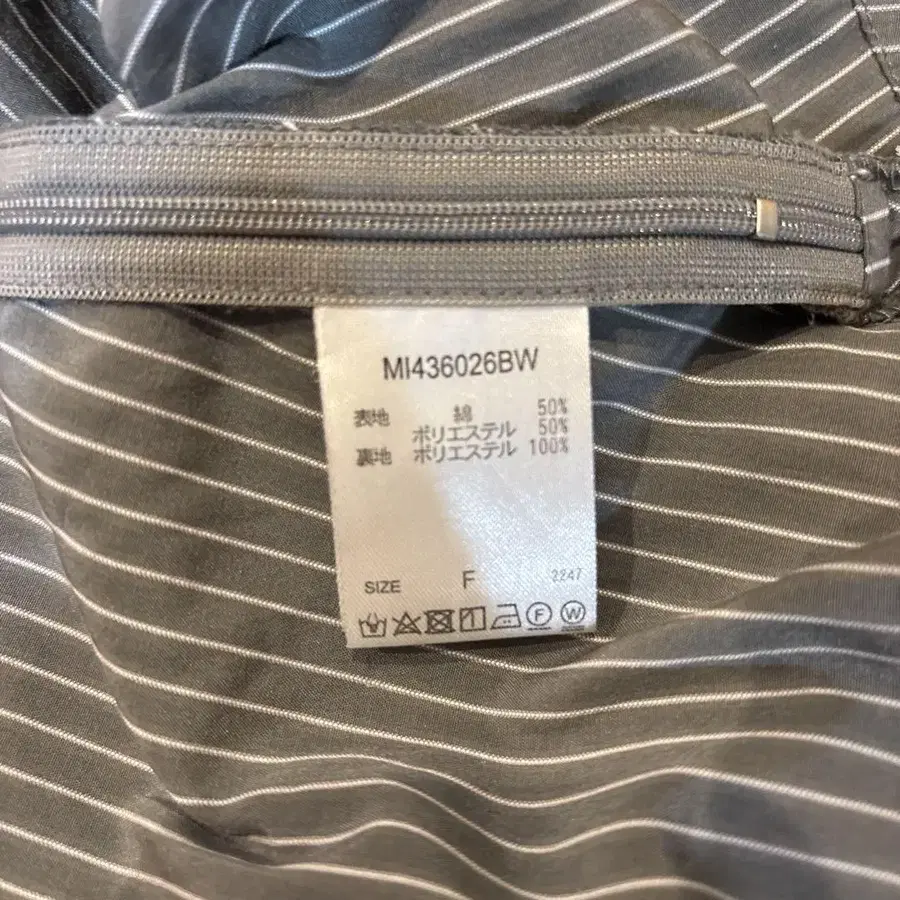 MI436026BW
表地 綿 50%
ポリエステル 50%
裏地 ポリエステル 100%
SIZE F 2247
F W